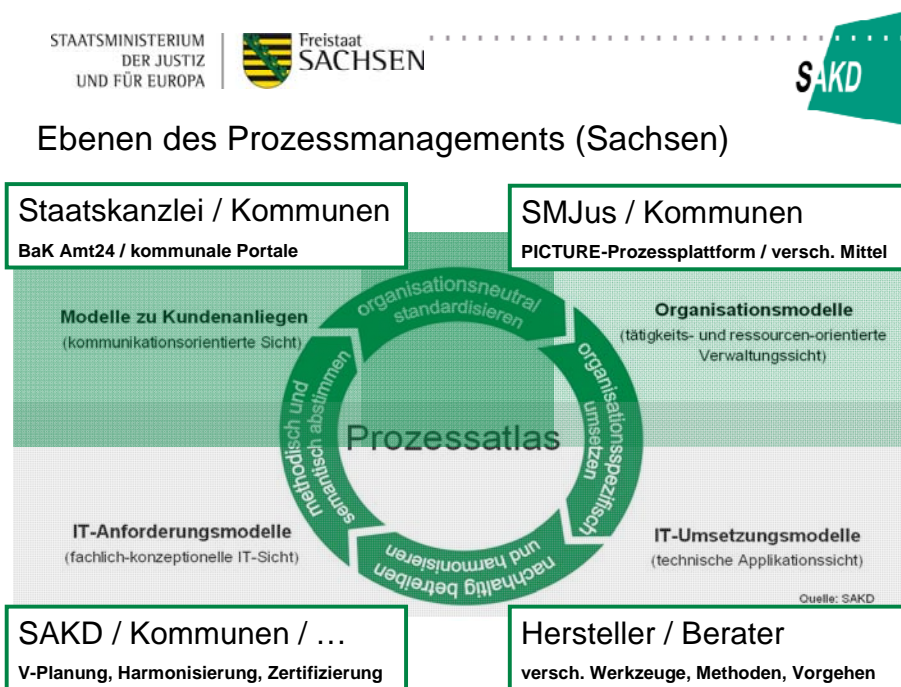 STAATSMINISTERIUM
DER JUSTIZ
UND FÜR EUROPA
Freistaat
SACHSEN
SAKD
Ebenen des Prozessmanagements (Sachsen)
Staatskanzlei / Kommunen
BaK Amt24 / kommunale Portale
SMJus / Kommunen
PICTURE-Prozessplattform / versch. Mittel
Modelle zu Kundenanliegen
(kommunikationsorientierte Sicht)
organisationsneutral
standardisieren
Organisationsmodelle
(tätigkeits- und ressourcen-orientierte
Verwaltungssicht)
organisationsspezifisch
umsetzen
methodisch und
semantisch abstimmen
Prozessatlas
IT-Anforderungsmodelle
(fachlich-konzeptionelle IT-Sicht)
nachhaltig betreiben
und harmonisieren
IT-Umsetzungsmodelle
(technische Applikationssicht)
Quelle: SAKD
SAKD / Kommunen / …
V-Planung, Harmonisierung, Zertifizierung
Hersteller / Berater
versch. Werkzeuge, Methoden, Vorgehen